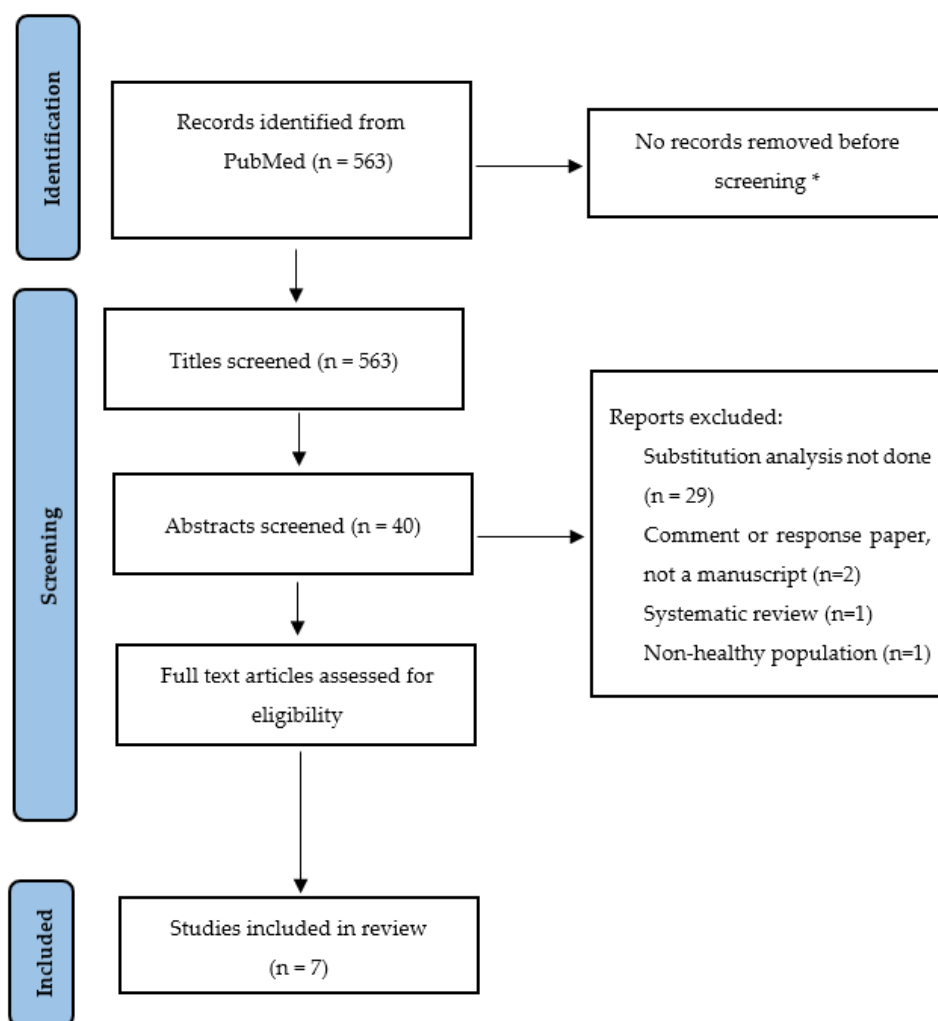 Identification
Records identified from
PubMed (n = 563)
No records removed before
screening *
Screening
Titles screened (n = 563)
Abstracts screened (n = 40)
Reports excluded:
Substitution analysis not done
(n = 29)
Comment or response paper,
not a manuscript (n=2)
Systematic review (n=1)
Non-healthy population (n=1)
Full text articles assessed for
eligibility
Included
Studies included in review
(n = 7)